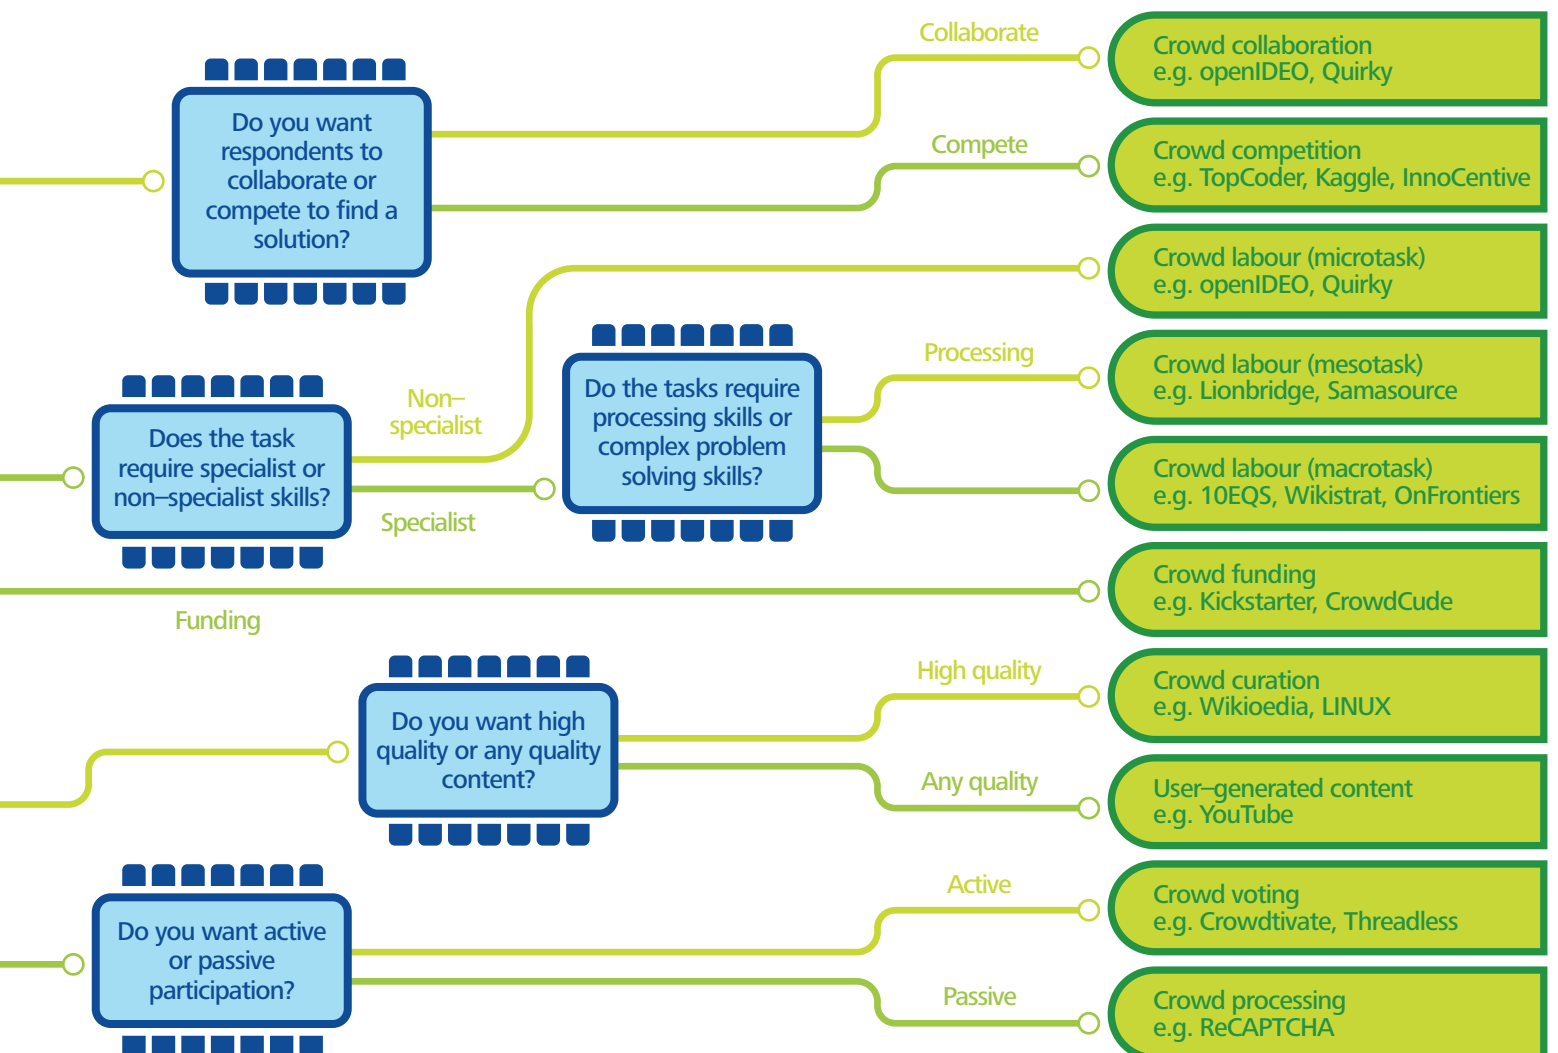 Collaborate
Crowd collaboration
e.g. openIDEO, Quirky
Do you want
respondents to
collaborate or
compete to find a
solution?
Compete
Crowd competition
e.g. TopCoder, Kaggle, InnoCentive
Crowd labour (microtask)
e.g. openIDEO, Quirky
Non–
specialist
Does the task
require specialist or
non–specialist skills?
Specialist
Do the tasks require
processing skills or
complex problem
solving skills?
Processing
Crowd labour (mesotask)
e.g. Lionbridge, Samasource
Crowd labour (macrotask)
e.g. 10EQS, Wikistrat, OnFrontiers
Funding
Crowd funding
e.g. Kickstarter, CrowdCude
Do you want high
quality or any quality
content?
High quality
Crowd curation
e.g. Wikioedia, LINUX
Any quality
User–generated content
e.g. YouTube
Do you want active
or passive
participation?
Active
Crowd voting
e.g. Crowdtivate, Threadless
Passive
Crowd processing
e.g. ReCAPTCHA